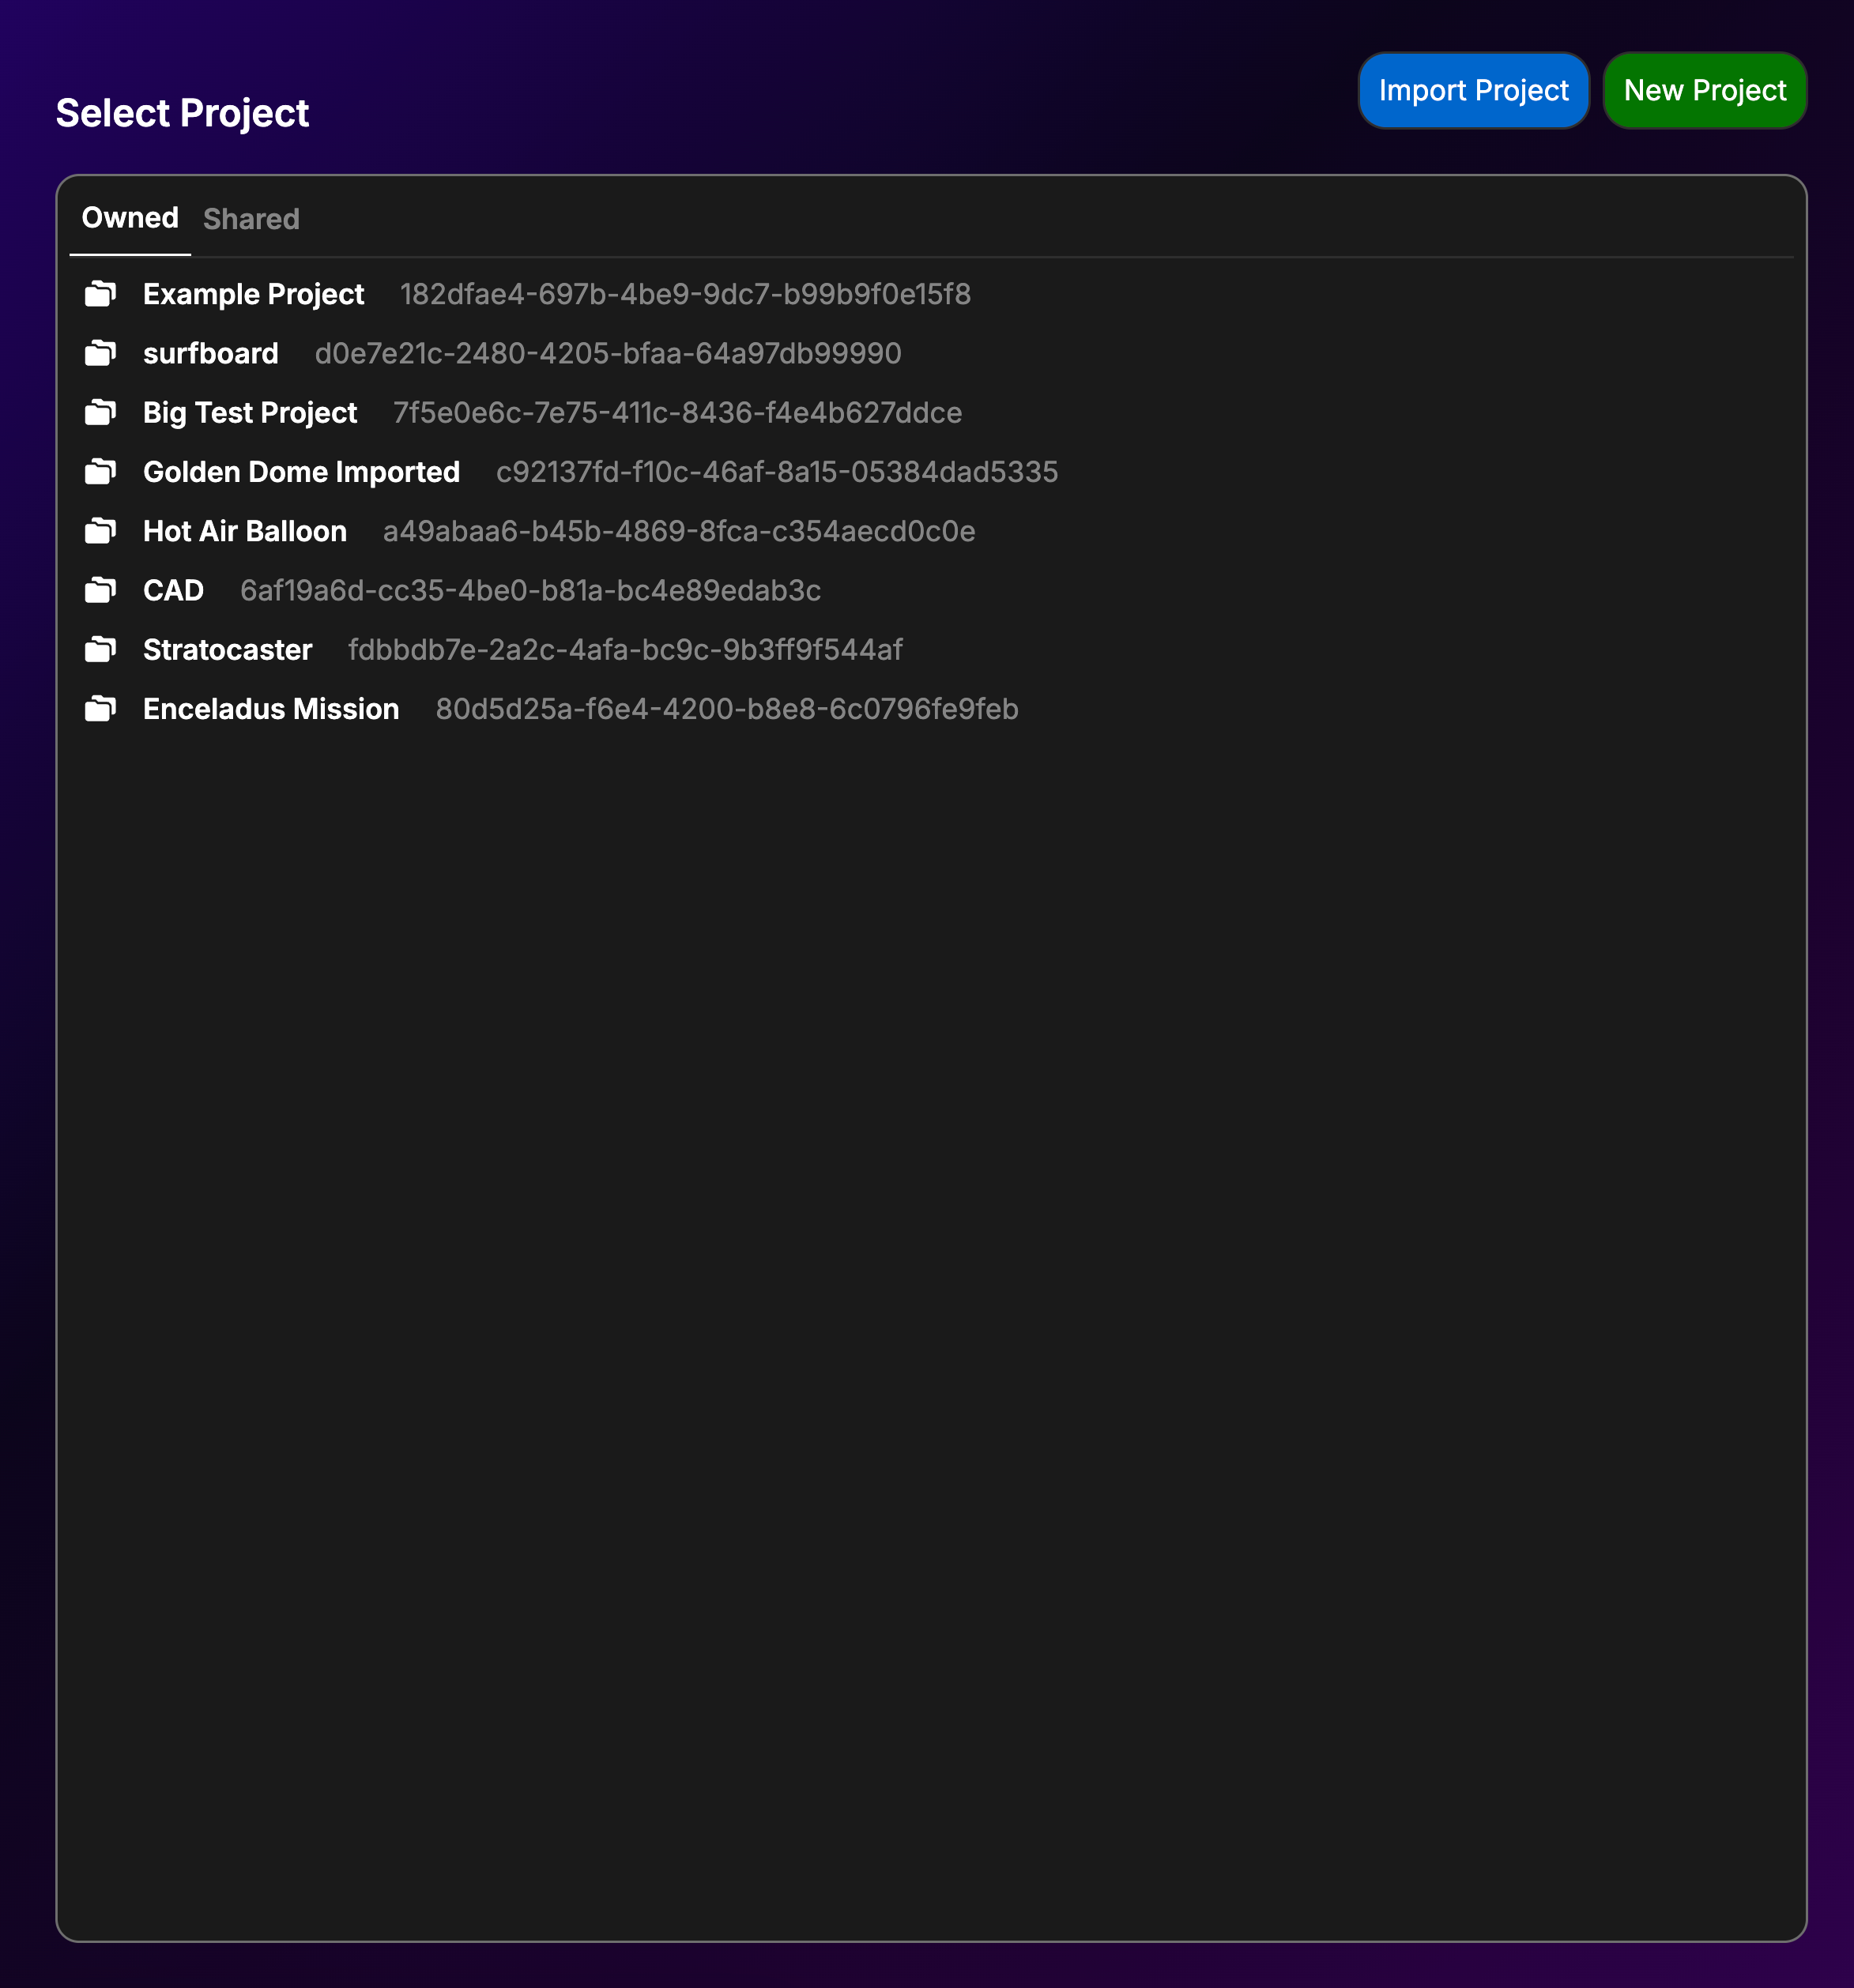 Select Project
Import Project
New Project
Owned
Shared
Example Project 182dfae4-697b-4be9-9dc7-b99b9f0e15f8
surfboard d0e7e21c-2480-4205-bfaa-64a97db99990
Big Test Project 7f5e0e6c-7e75-411c-8436-f4e4b627ddce
Golden Dome Imported c92137fd-f10c-46af-8a15-05384dad5335
Hot Air Balloon a49abaa6-b45b-4869-8fca-c354aecd0c0e
CAD 6af19a6d-cc35-4be0-b81a-bc4e89edab3c
Stratocaster fdbbdb7e-2a2c-4afa-bc9c-9b3ff9f544af
Enceladus Mission 80d5d25a-f6e4-4200-b8e8-6c0796fe9feb